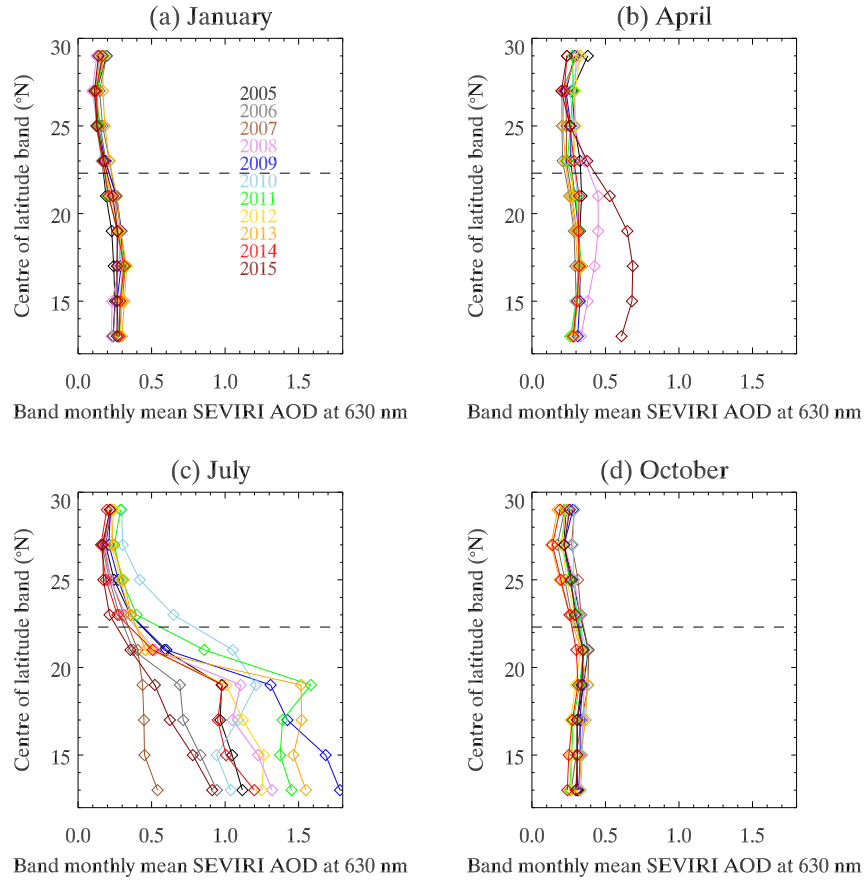 (a) January
(b) April
30
25
20
15
Centre of latitude band (°N)
2005
2006
2007
2008
2009
2010
2011
2012
2013
2014
2015
0.0 0.5 1.0 1.5
Band monthly mean SEVIRI AOD at 630 nm
30
25
20
15
Centre of latitude band (°N)
0.0 0.5 1.0 1.5
Band monthly mean SEVIRI AOD at 630 nm
(c) July
(d) October
30
25
20
15
Centre of latitude band (°N)
0.0 0.5 1.0 1.5
Band monthly mean SEVIRI AOD at 630 nm
30
25
20
15
Centre of latitude band (°N)
0.0 0.5 1.0 1.5
Band monthly mean SEVIRI AOD at 630 nm